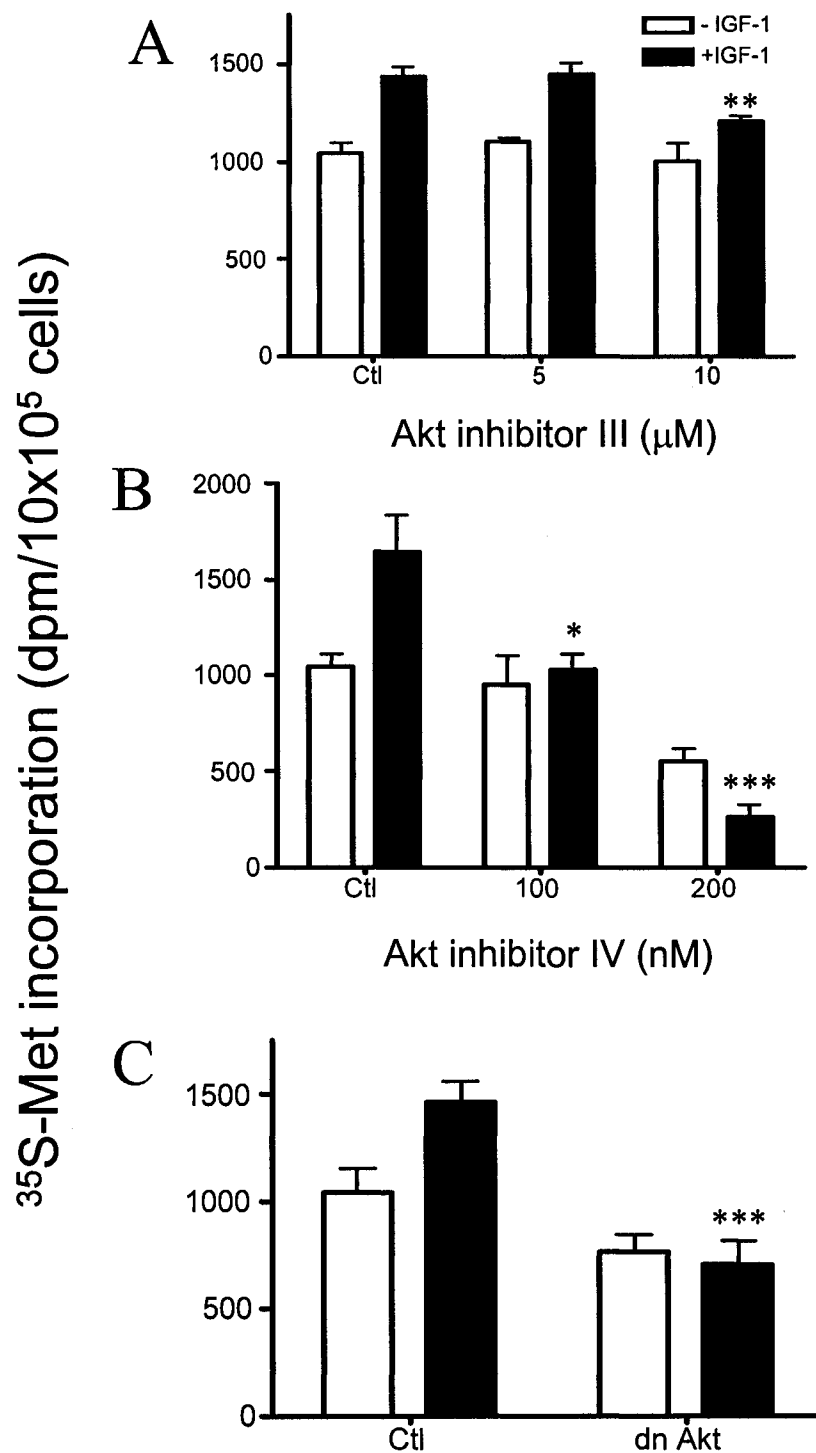 A
- IGF-1
+IGF-1
1500
1000
500
0
**
Ctl
5
10
Akt inhibitor III (μM)
B
2000
1500
1000
500
0
*
***
Ctl
100
200
Akt inhibitor IV (nM)
C
1500
1000
500
0
***
Ctl
dn Akt
³⁵S-Met incorporation (dpm/10x10⁵ cells)